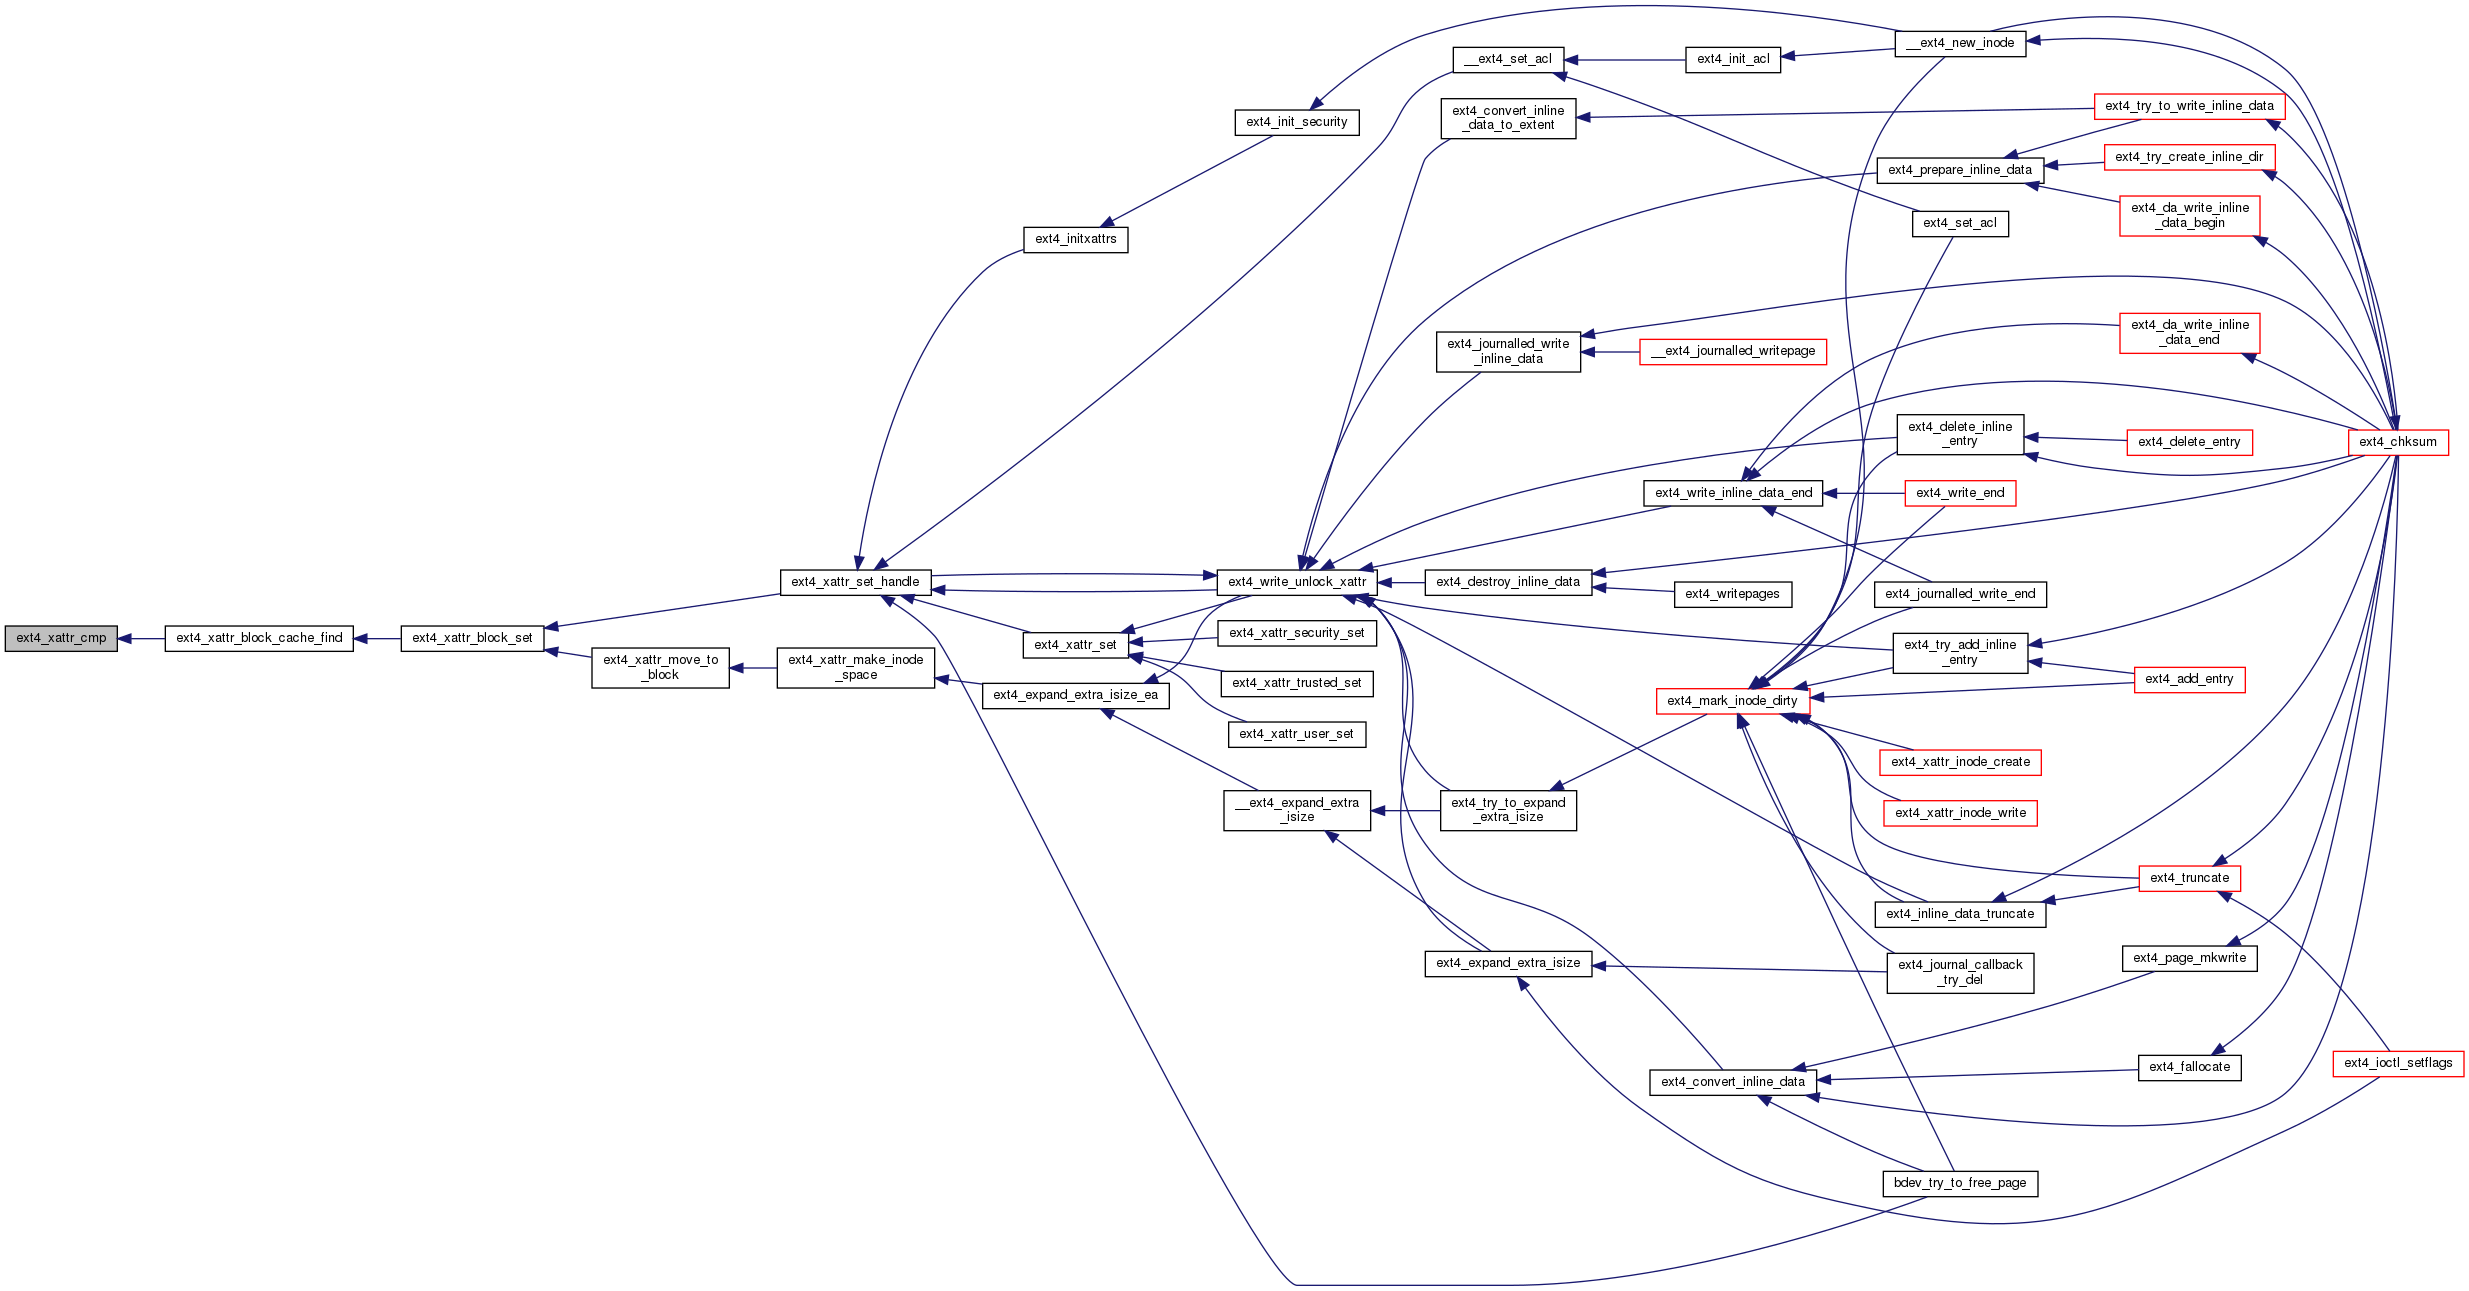 ext4_xattr_cmp
ext4_xattr_block_cache_find
ext4_xattr_block_set
ext4_xattr_move_to
_block
ext4_xattr_set_handle
ext4_xattr_make_inode
_space
ext4_initxattrs
ext4_xattr_set
ext4_expand_extra_isize_ea
ext4_init_security
ext4_write_unlock_xattr
ext4_xattr_security_set
ext4_xattr_trusted_set
ext4_xattr_user_set
__ext4_expand_extra
_isize
__ext4_set_acl
ext4_convert_inline
_data_to_extent
ext4_journalled_write
_inline_data
ext4_destroy_inline_data
ext4_try_to_expand
_extra_isize
ext4_expand_extra_isize
ext4_init_acl
__ext4_journalled_writepage
ext4_write_inline_data_end
ext4_writepages
ext4_mark_inode_dirty
ext4_convert_inline_data
__ext4_new_inode
ext4_prepare_inline_data
ext4_set_acl
ext4_delete_inline
_entry
ext4_write_end
ext4_journalled_write_end
ext4_try_add_inline
_entry
ext4_xattr_inode_create
ext4_xattr_inode_write
ext4_inline_data_truncate
ext4_journal_callback
_try_del
bdev_try_to_free_page
ext4_try_to_write_inline_data
ext4_try_create_inline_dir
ext4_da_write_inline
_data_begin
ext4_da_write_inline
_data_end
ext4_delete_entry
ext4_add_entry
ext4_truncate
ext4_page_mkwrite
ext4_fallocate
ext4_chksum
ext4_ioctl_setflags